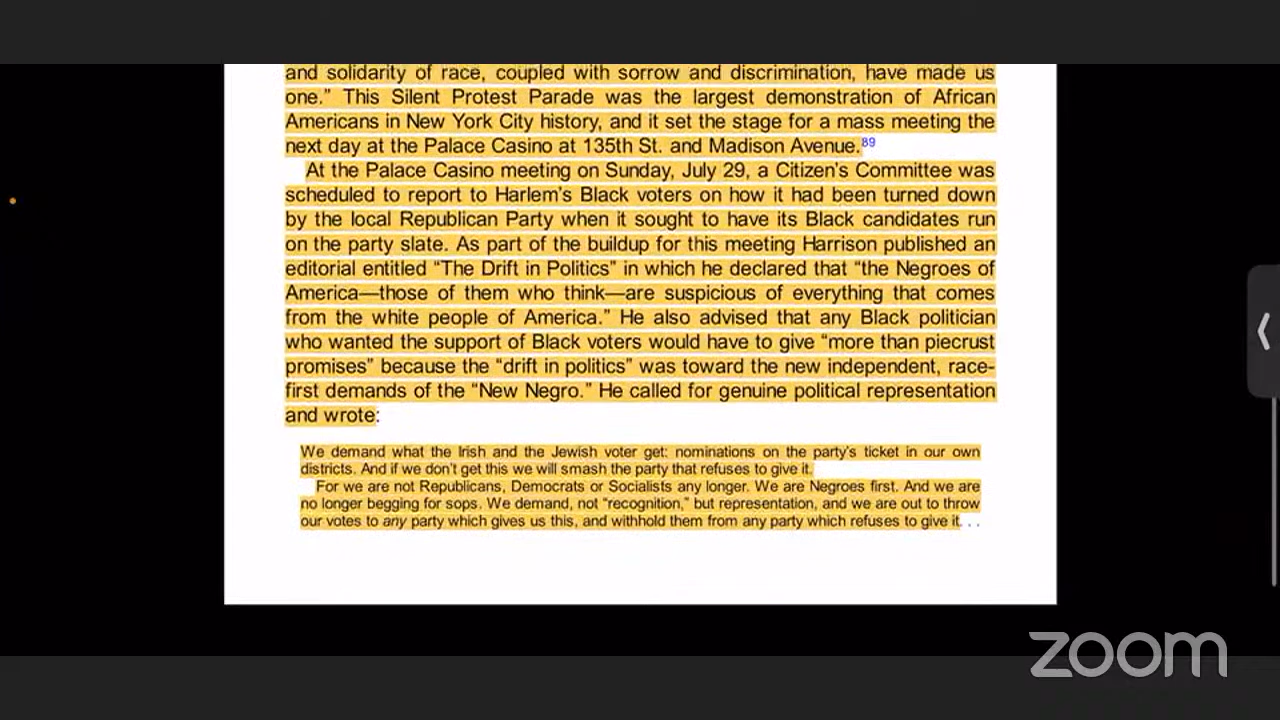 and solidarity of race, coupled with sorrow and discrimination, have made us
one.” This Silent Protest Parade was the largest demonstration of African
Americans in New York City history, and it set the stage for a mass meeting the
next day at the Palace Casino at 135th St. and Madison Avenue.89
At the Palace Casino meeting on Sunday, July 29, a Citizen’s Committee was
scheduled to report to Harlem’s Black voters on how it had been turned down
by the local Republican Party when it sought to have its Black candidates run
on the party slate. As part of the buildup for this meeting Harrison published an
editorial entitled “The Drift in Politics” in which he declared that “the Negroes of
America—those of them who think—are suspicious of everything that comes
from the white people of America.” He also advised that any Black politician
who wanted the support of Black voters would have to give “more than piecrust
promises” because the “drift in politics” was toward the new independent, race-
first demands of the “New Negro.” He called for genuine political representation
and wrote:
We demand what the Irish and the Jewish voter get: nominations on the party’s ticket in our own
districts. And if we don’t get this we will smash the party that refuses to give it.
For we are not Republicans, Democrats or Socialists any longer. We are Negroes first. And we are
no longer begging for sops. We demand, not “recognition,” but representation, and we are out to throw
our votes to any party which gives us this, and withhold them from any party which refuses to give it. . .
zoom